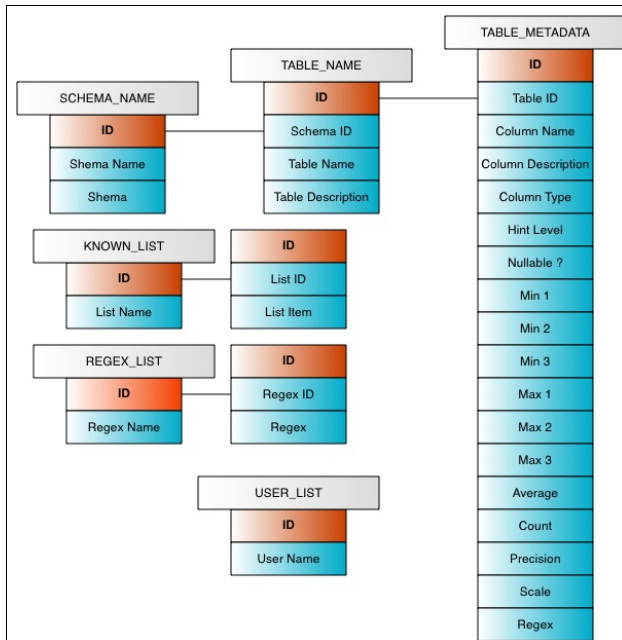 SCHEMA_NAME
ID
Shema Name
Shema
TABLE_NAME
ID
Schema ID
Table Name
Table Description
TABLE_METADATA
ID
Table ID
Column Name
Column Description
Column Type
Hint Level
Nullable ?
Min 1
Min 2
Min 3
Max 1
Max 2
Max 3
Average
Count
Precision
Scale
Regex
KNOWN_LIST
ID
List Name
ID
List ID
List Item
REGEX_LIST
ID
Regex Name
ID
Regex ID
Regex
USER_LIST
ID
User Name